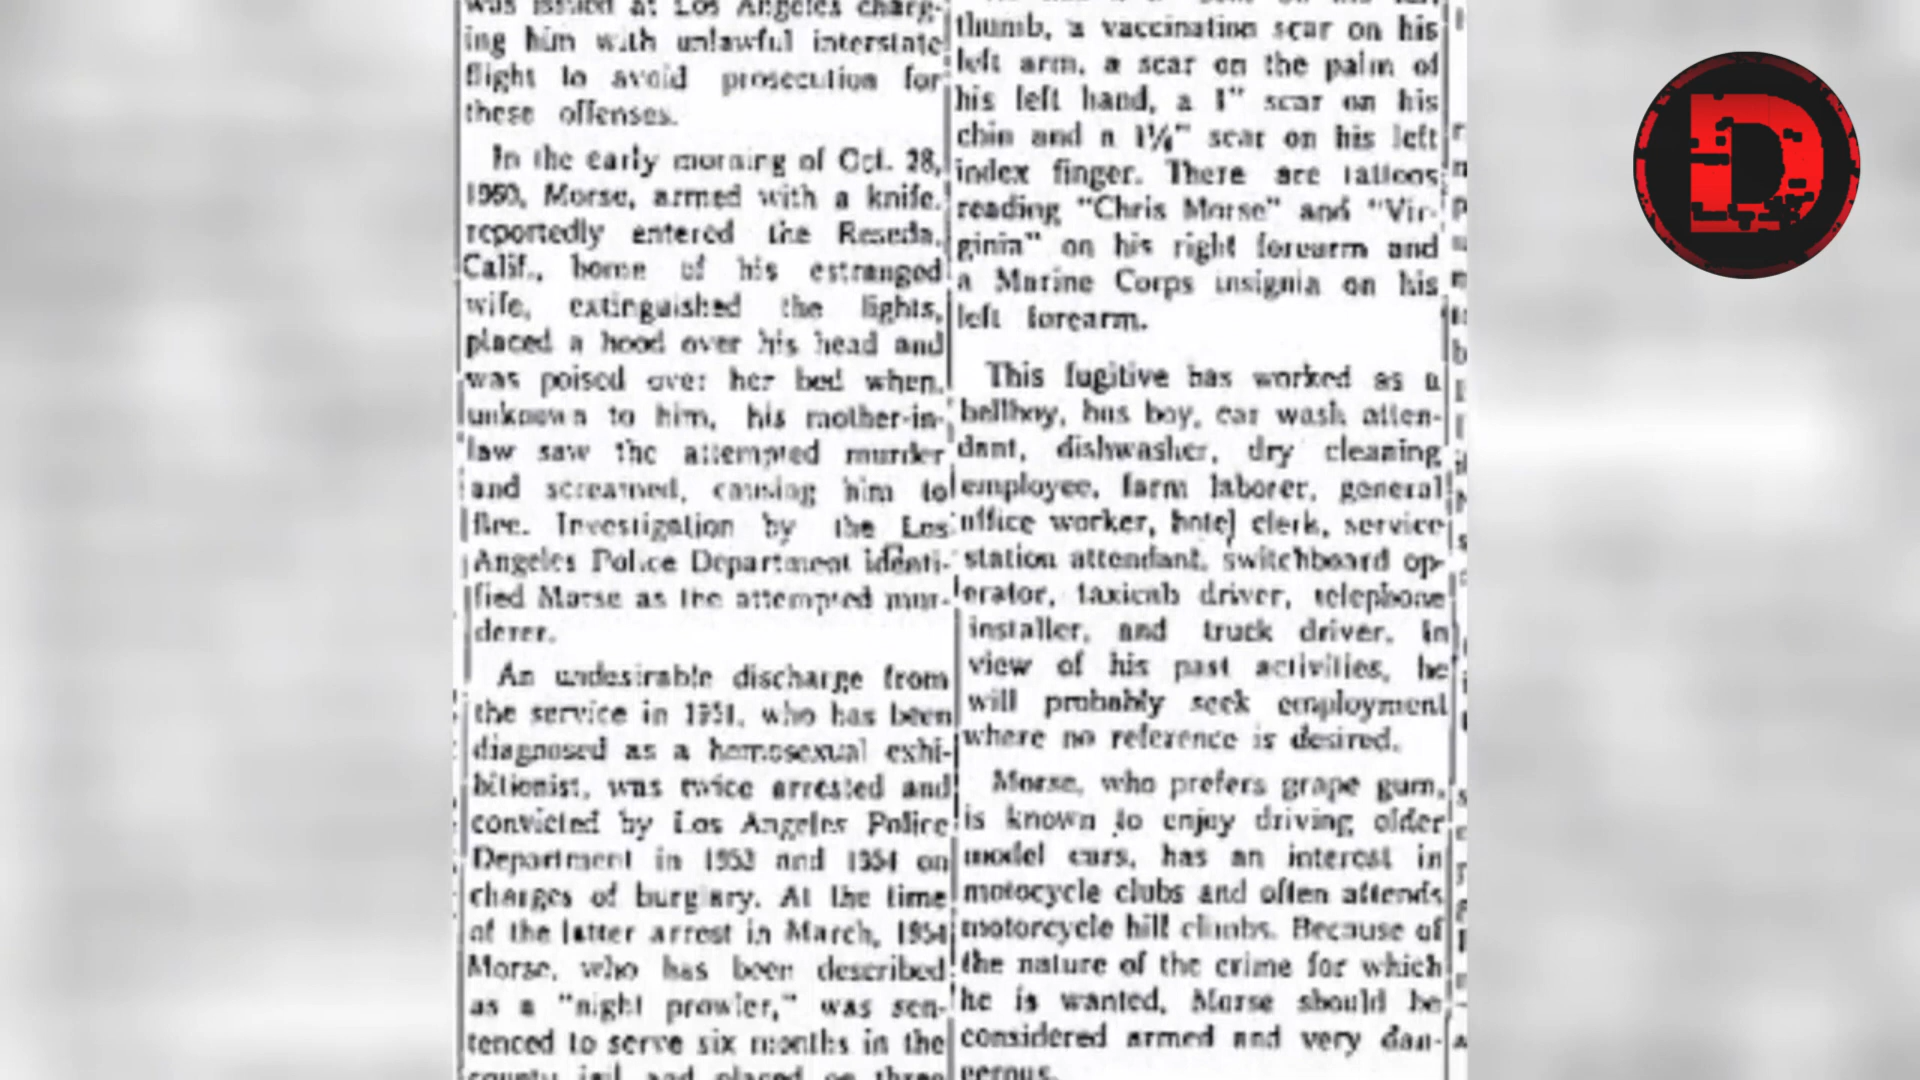 was issued at Los Angeles charg-
ing him with unlawful interstate
flight to avoid prosecution for
these offenses.
In the early morning of Oct. 28,
1960, Morse, armed with a knife,
reportedly entered the Reseda,
Calif., home of his estranged
wife, extinguished the lights,
placed a hood over his head and
was poised over her bed when,
unknown to him, his mother-in-
law saw the attempted murder
and screamed, causing him to
flee. Investigation by the Los
Angeles Police Department identi-
fied Morse as the attempted mur-
derer.
An undesirable discharge from
the service in 1951, who has been
diagnosed as a homosexual exhi-
bitionist, was twice arrested and
convicted by Los Angeles Police
Department in 1953 and 1954 on
charges of burglary. At the time
of the latter arrest in March, 1954
Morse, who has been described
as a "night prowler," was sen-
tenced to serve six months in the
county jail and placed on three
thumb, a vaccination scar on his
left arm, a scar on the palm of
his left hand, a 1" scar on his
chin and a 1¼" scar on his left
index finger. There are tattoos
reading "Chris Morse" and "Vir-
ginia" on his right forearm and
a Marine Corps insignia on his
left forearm.
This fugitive has worked as a
bellboy, bus boy, car wash atten-
dant, dishwasher, dry cleaning
employee, farm laborer, general
office worker, hotel clerk, service
station attendant, switchboard op-
erator, taxicab driver, telephone
installer, and truck driver. In
view of his past activities, he
will probably seek employment
where no reference is desired.
Morse, who prefers grape gum,
is known to enjoy driving older
model cars, has an interest in
motocycle clubs and often attends
motorcycle hill climbs. Because of
the nature of the crime for which
he is wanted, Morse should be
considered armed and very dan-
gerous.
D